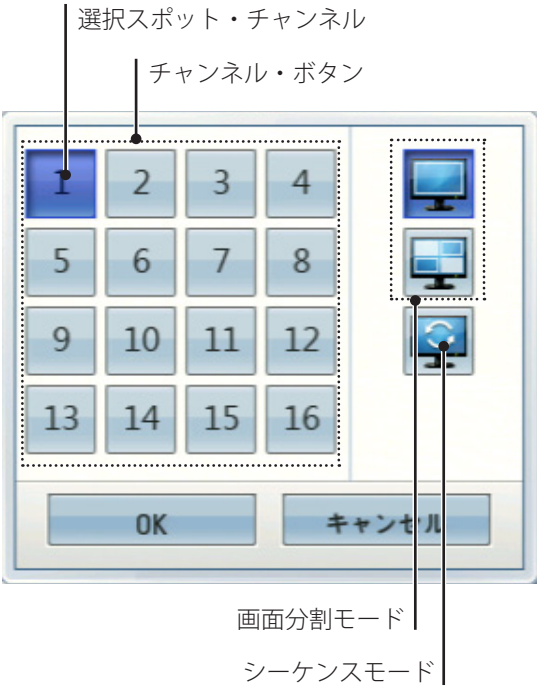 選択スポット・チャンネル
チャンネル・ボタン
1 2 3 4
5 6 7 8
9 10 11 12
13 14 15 16
OK キャンセル
画面分割モード
シーケンスモード